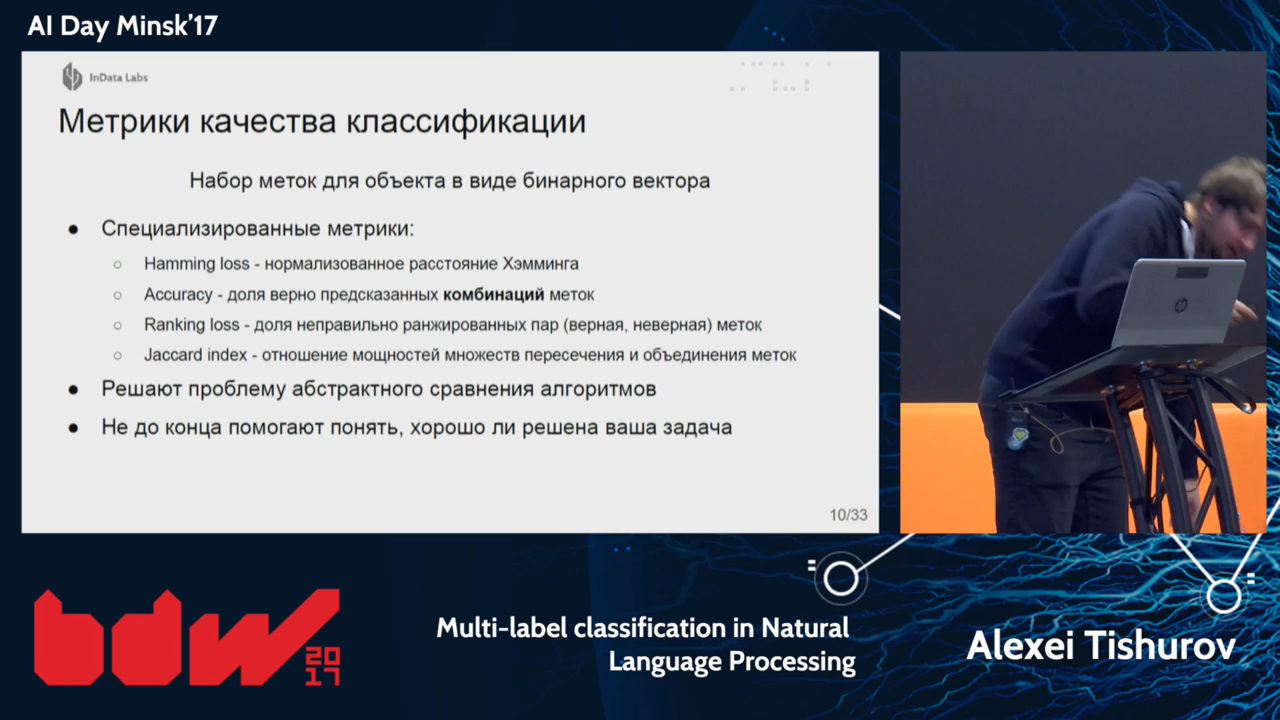 AI Day Minsk’17
InData Labs
Метрики качества классификации
Набор меток для объекта в виде бинарного вектора
● Специализированные метрики:
○ Hamming loss - нормализованное расстояние Хэмминга
○ Accuracy - доля верно предсказанных комбинаций меток
○ Ranking loss - доля неправильно ранжированных пар (верная, неверная) меток
○ Jaccard index - отношение мощностей множеств пересечения и объединения меток
● Решают проблему абстрактного сравнения алгоритмов
● Не до конца помогают понять, хорошо ли решена ваша задача
10/33
hp
bdw
2017
Multi-label classification in Natural
Language Processing
Alexei Tishurov